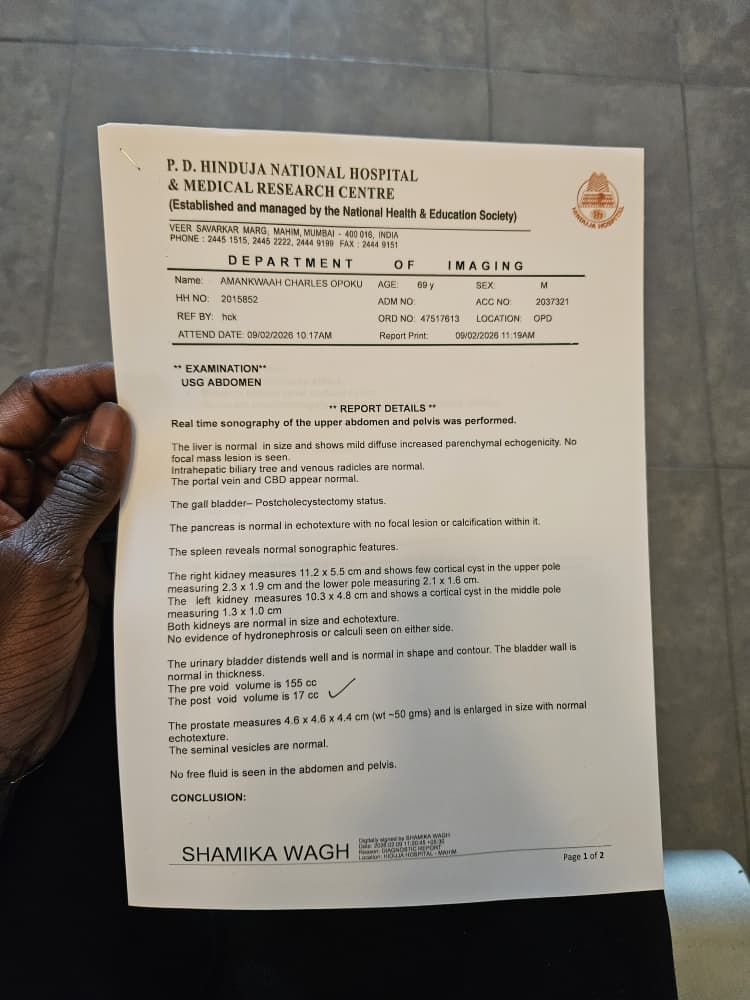 P. D. HINDUJA NATIONAL HOSPITAL
& MEDICAL RESEARCH CENTRE
(Established and managed by the National Health & Education Society)
HINDUJA HOSPITAL
VEER SAVARKAR MARG, MAHIM, MUMBAI - 400 016, INDIA
PHONE : 2445 1515, 2445 2222, 2444 9199 FAX : 2444 9151
DEPARTMENT OF IMAGING
Name: AMANKWAAH CHARLES OPOKU AGE: 69 y SEX: M
HH NO: 2015852 ADM NO: ACC NO: 2037321
REF BY: hck ORD NO: 47517613 LOCATION: OPD
ATTEND DATE: 09/02/2026 10.17AM Report Print: 09/02/2026 11:19AM
** EXAMINATION**
USG ABDOMEN
** REPORT DETAILS **
Real time sonography of the upper abdomen and pelvis was performed.
The liver is normal in size and shows mild diffuse increased parenchymal echogenicity. No
focal mass lesion is seen.
Intrahepatic biliary tree and venous radicles are normal.
The portal vein and CBD appear normal.
The gall bladder– Postcholecystectomy status.
The pancreas is normal in echotexture with no focal lesion or calcification within it.
The spleen reveals normal sonographic features.
The right kidney measures 11.2 x 5.5 cm and shows few cortical cyst in the upper pole
measuring 2.3 x 1.9 cm and the lower pole measuring 2.1 x 1.6 cm.
The left kidney measures 10.3 x 4.8 cm and shows a cortical cyst in the middle pole
measuring 1.3 x 1.0 cm
Both kidneys are normal in size and echotexture.
No evidence of hydronephrosis or calculi seen on either side.
The urinary bladder distends well and is normal in shape and contour. The bladder wall is
normal in thickness.
The pre void volume is 155 cc
The post void volume is 17 cc
The prostate measures 4.6 x 4.6 x 4.4 cm (wt ~50 gms) and is enlarged in size with normal
echotexture.
The seminal vesicles are normal.
No free fluid is seen in the abdomen and pelvis.
CONCLUSION:
SHAMIKA WAGH
Digitally signed by SHAMIKA WAGH
Reason: DIAGNOSTIC REPORT
Page 1 of 2